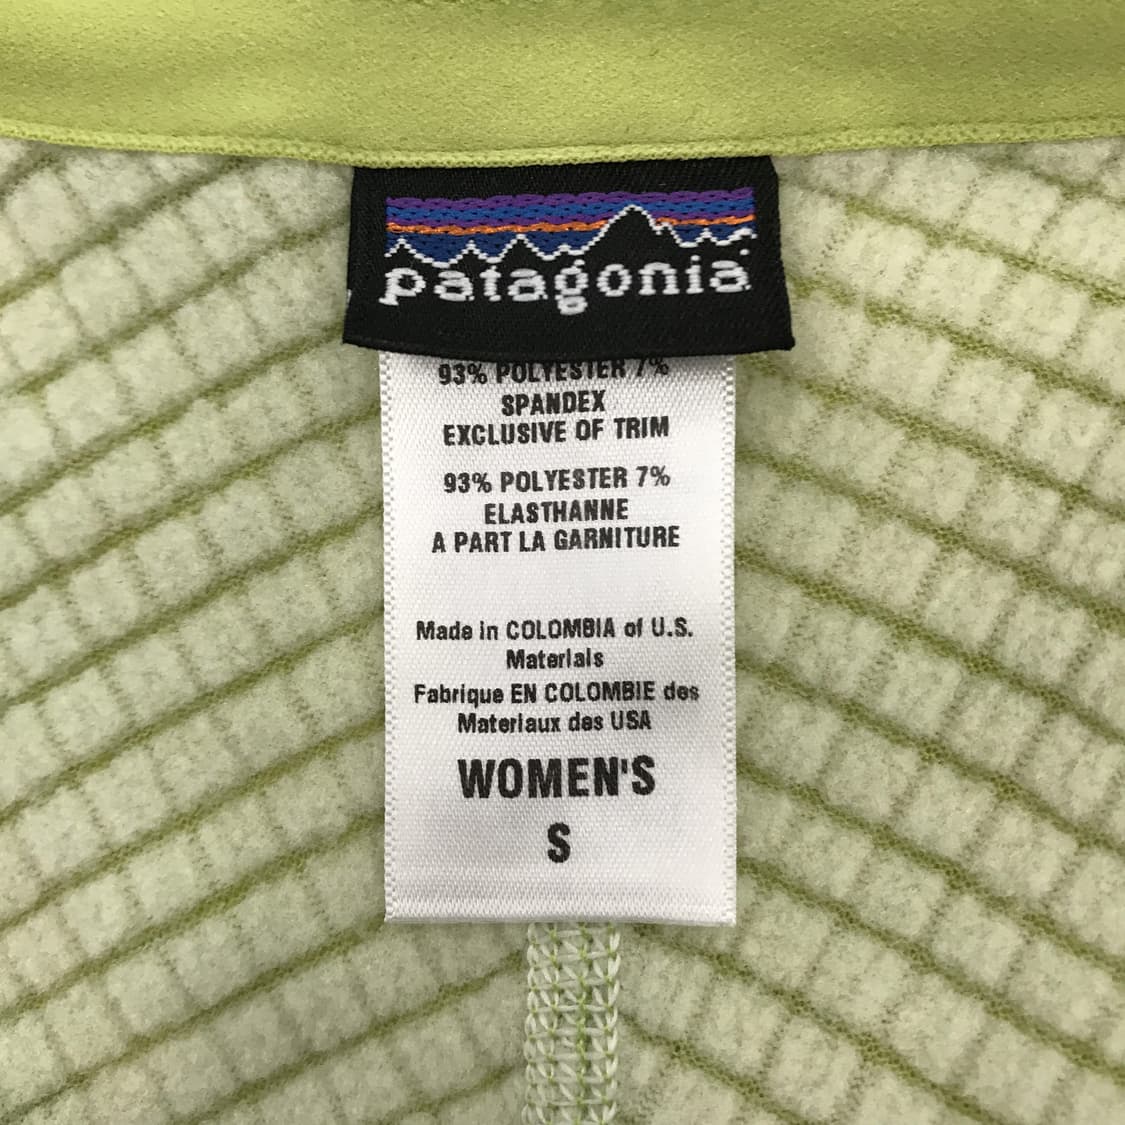 patagonia
93% POLYESTER 7%
SPANDEX
EXCLUSIVE OF TRIM
93% POLYESTER 7%
ELASTHANNE
A PART LA GARNITURE
Made in COLOMBIA of U.S.
Materials
Fabrique EN COLOMBIE des
Materiaux des USA
WOMEN'S
S